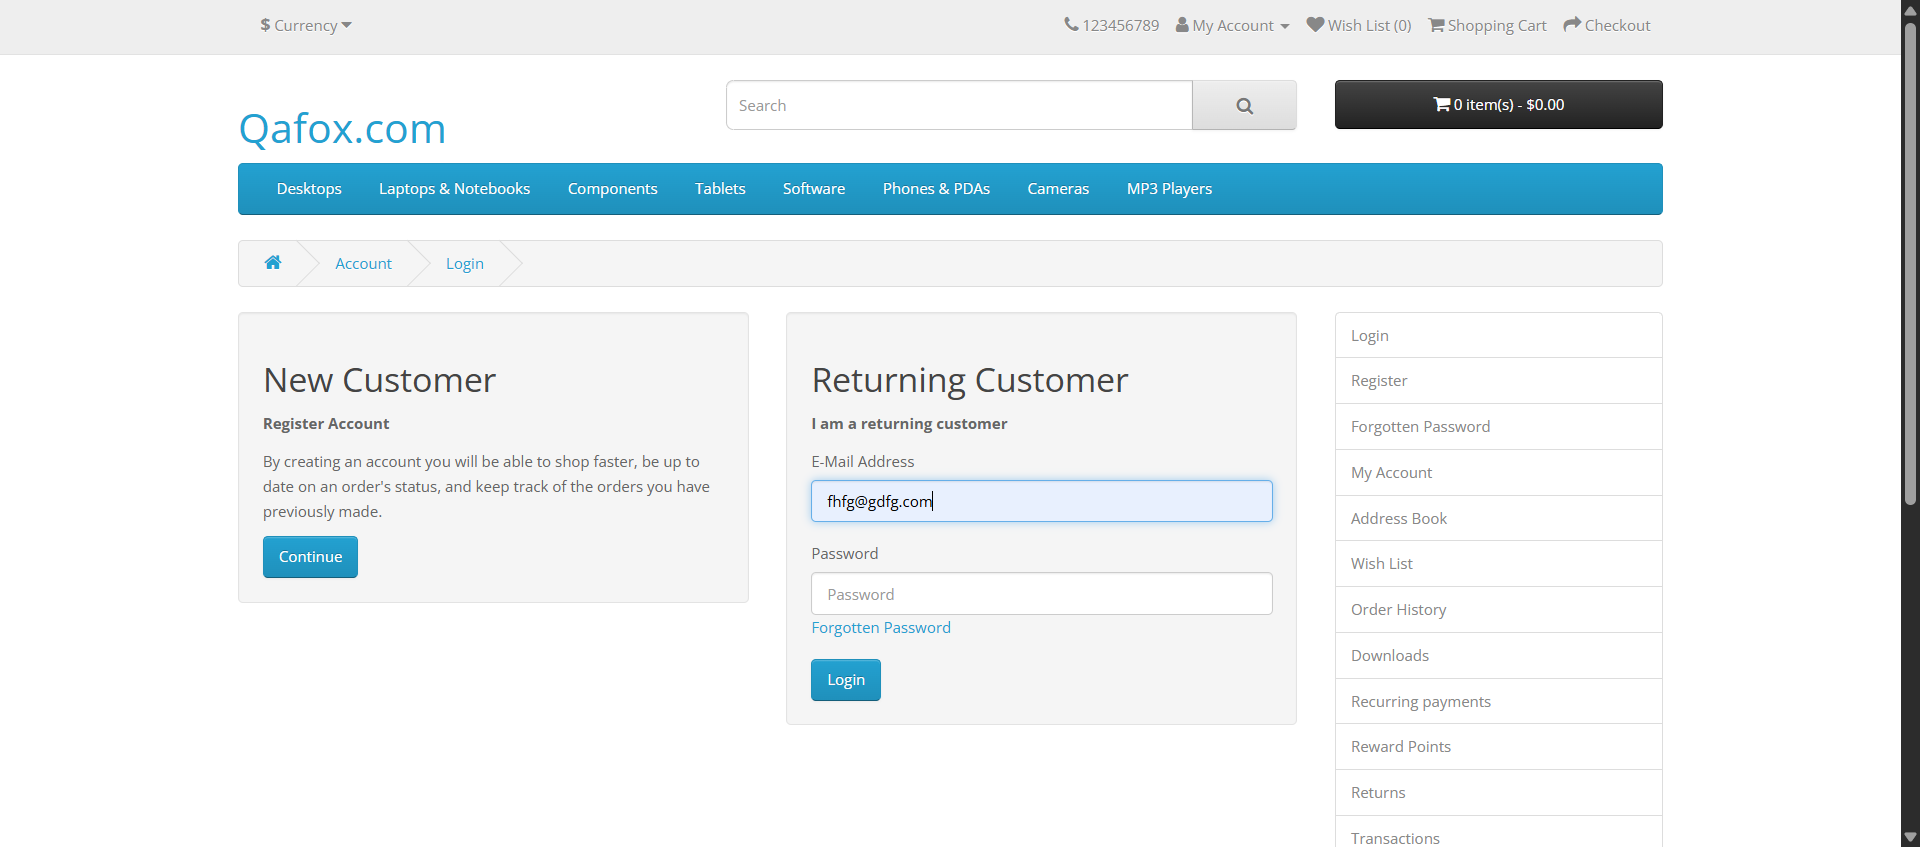 $ Currency
123456789 My Account Wish List (0) Shopping Cart Checkout
Qafox.com
Search
0 item(s) - $0.00
Desktops Laptops & Notebooks Components Tablets Software Phones & PDAs Cameras MP3 Players
Account Login
New Customer
Register Account
By creating an account you will be able to shop faster, be up to
date on an order's status, and keep track of the orders you have
previously made.
Continue
Returning Customer
I am a returning customer
E-Mail Address
fhfg@gdfg.com
Password
Password
Forgotten Password
Login
Login
Register
Forgotten Password
My Account
Address Book
Wish List
Order History
Downloads
Recurring payments
Reward Points
Returns
Transactions